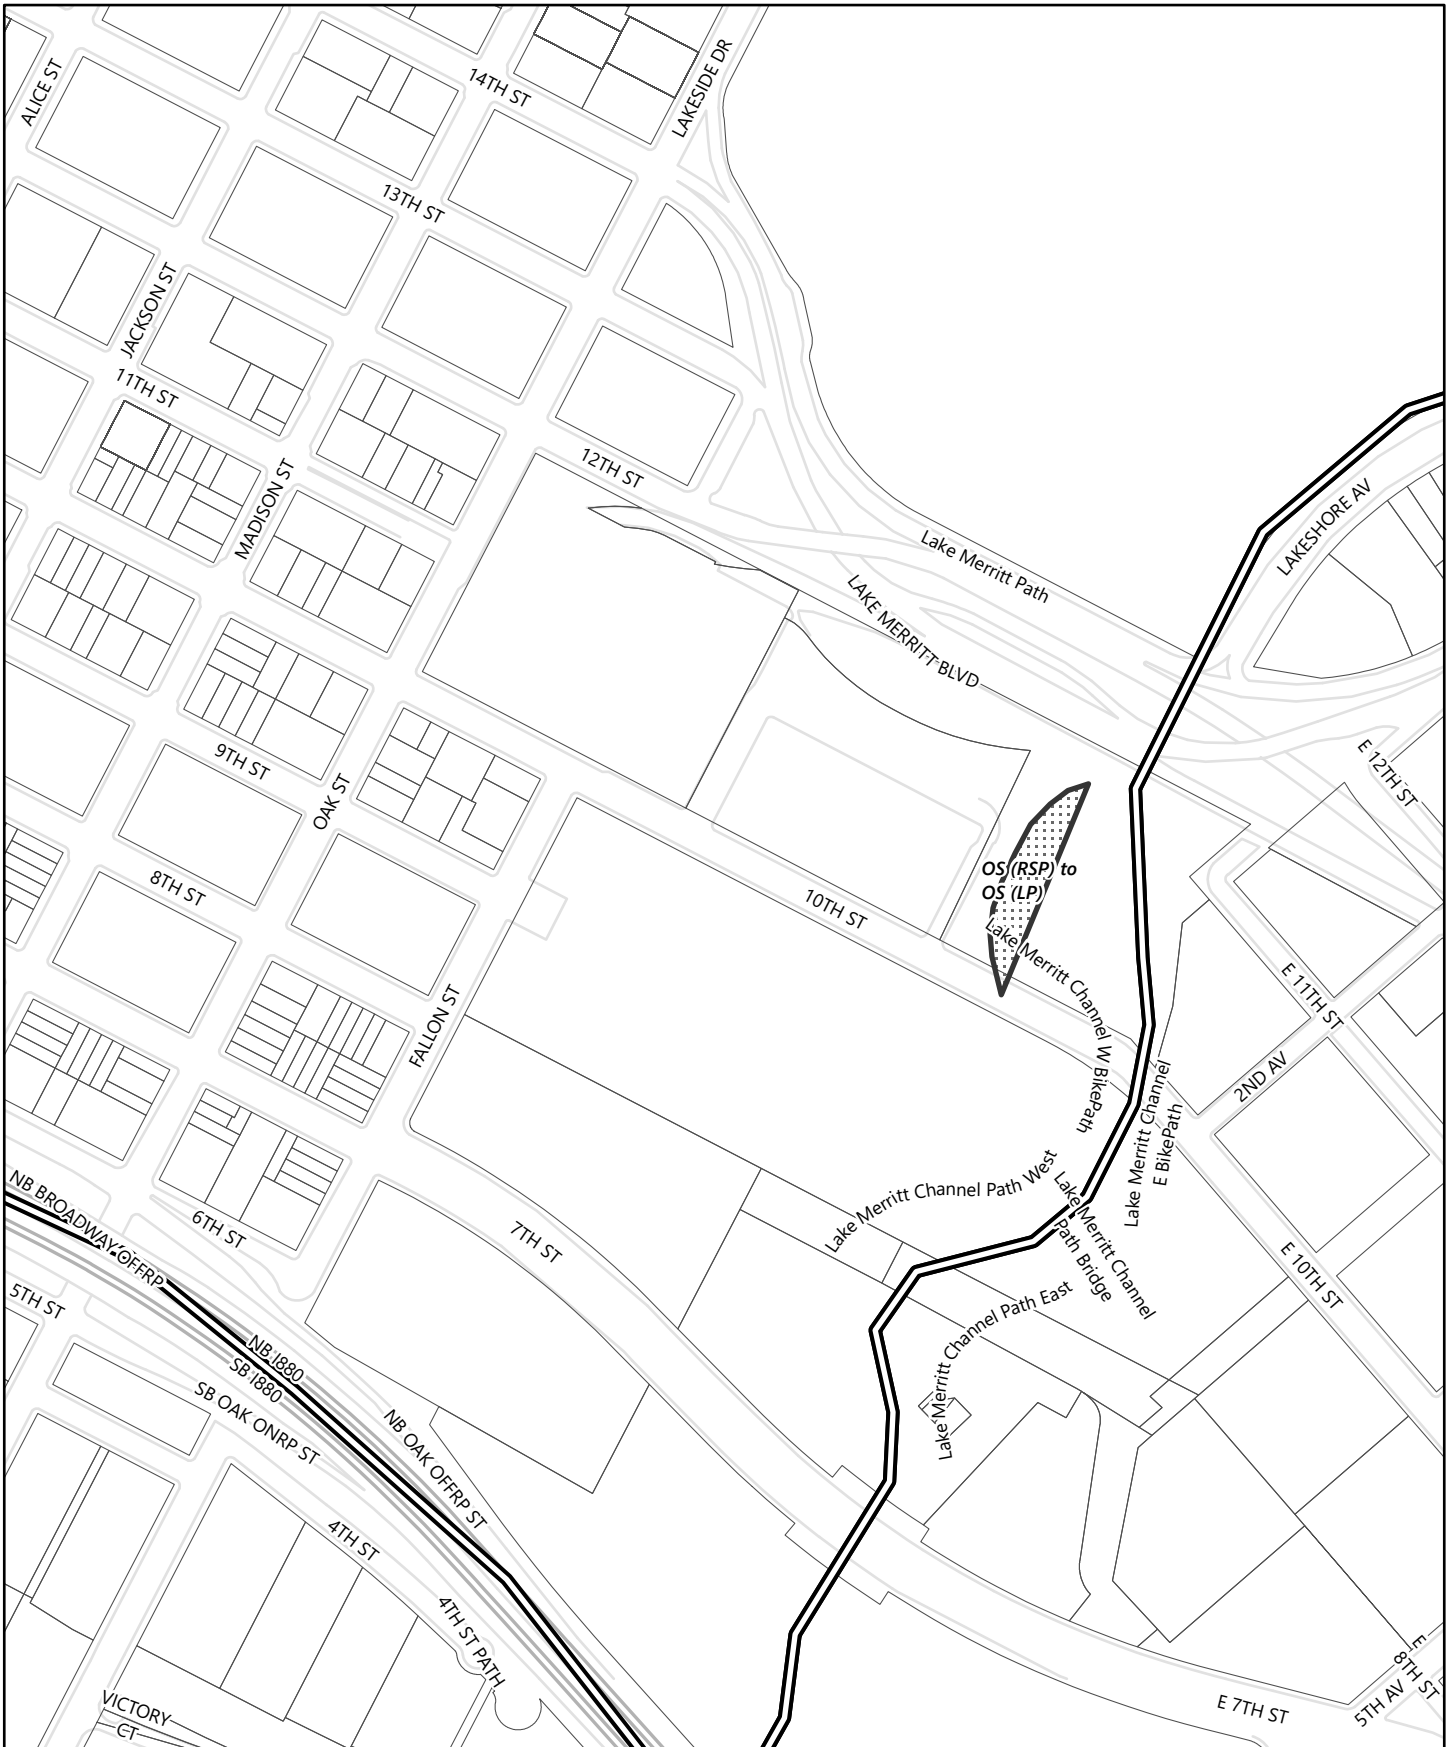 ALICE ST
14TH ST
LAKESIDE DR
13TH ST
JACKSON ST
11TH ST
MADISON ST
12TH ST
Lake Merritt Path
LAKESHORE AV
LAKE MERRITT BLVD
E 12TH ST
9TH ST
OAK ST
8TH ST
10TH ST
OS (RSP) to
OS (LP)
Lake Merritt Channel W BikePath
E 11TH ST
2ND AV
FALLON ST
Lake Merritt Channel
E BikePath
Lake Merritt Channel Path West
Lake Merritt Channel
Path Bridge
NB BROADWAY OFFRP
6TH ST
7TH ST
E 10TH ST
5TH ST
Lake Merritt Channel Path East
NB I880
SB I880
SB OAK ONRP ST
NB OAK OFFRP ST
4TH ST
4TH ST PATH
VICTORY
CT
E 7TH ST
5TH AV
E
8TH ST